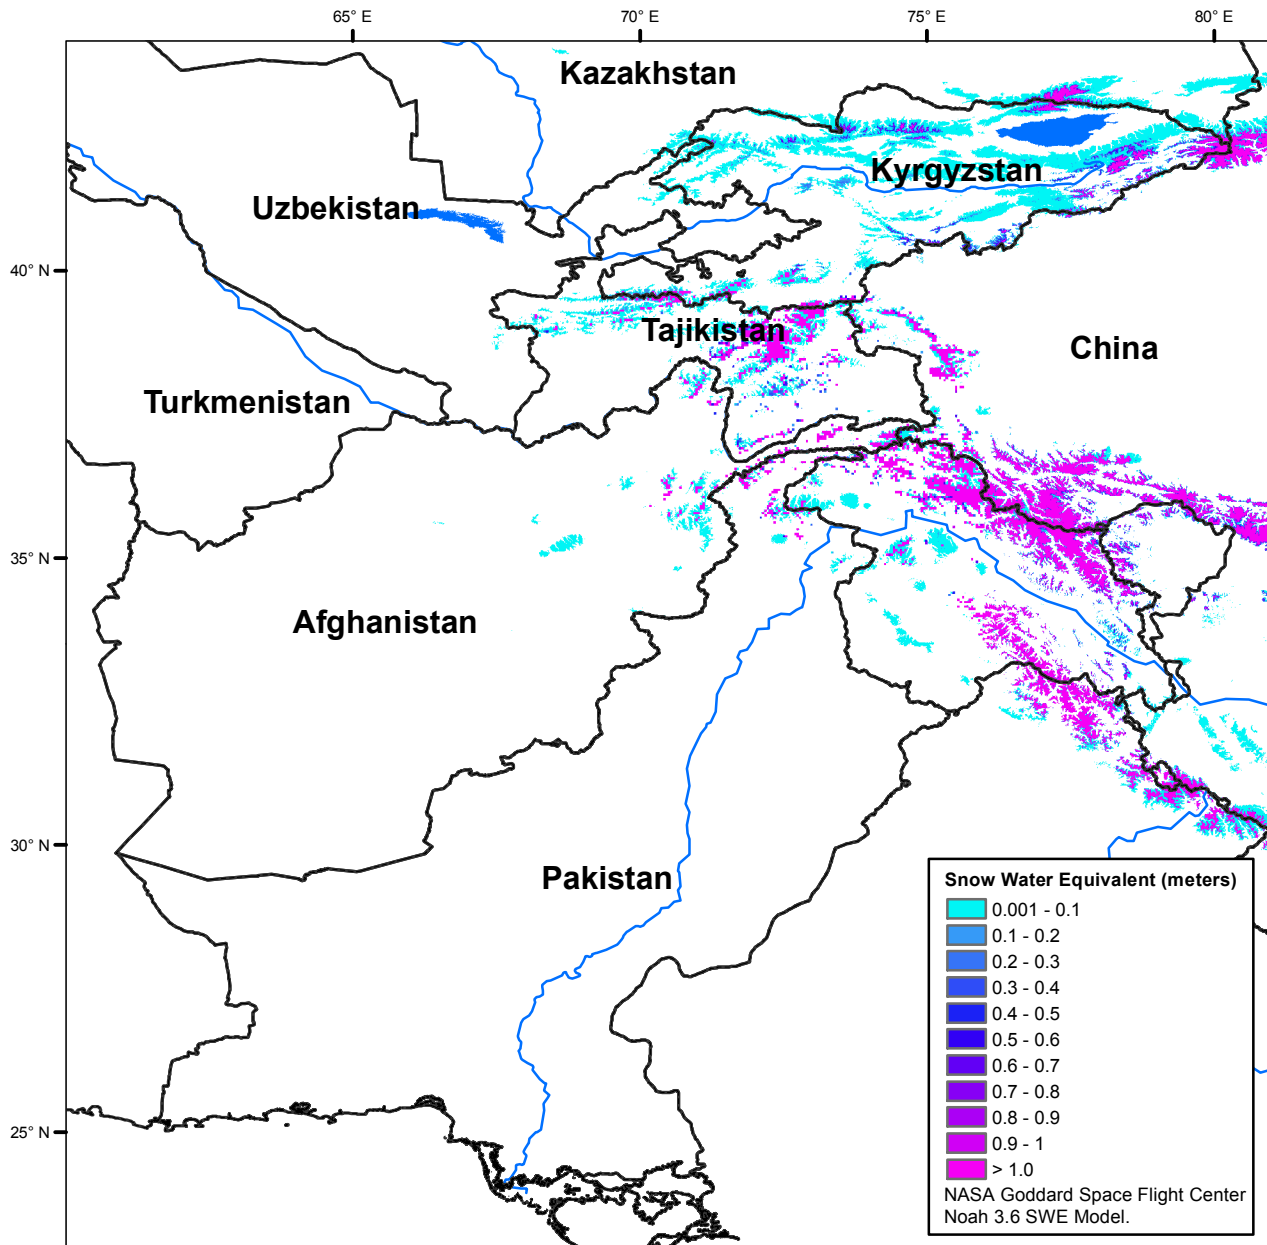 65° E
70° E
75° E
80° E
Kazakhstan
Kyrgyzstan
Uzbekistan
40° N
Tajikistan
China
Turkmenistan
35° N
Afghanistan
30° N
Pakistan
25° N
Snow Water Equivalent (meters)
0.001 - 0.1
0.1 - 0.2
0.2 - 0.3
0.3 - 0.4
0.4 - 0.5
0.5 - 0.6
0.6 - 0.7
0.7 - 0.8
0.8 - 0.9
0.9 - 1
> 1.0
NASA Goddard Space Flight Center
Noah 3.6 SWE Model.